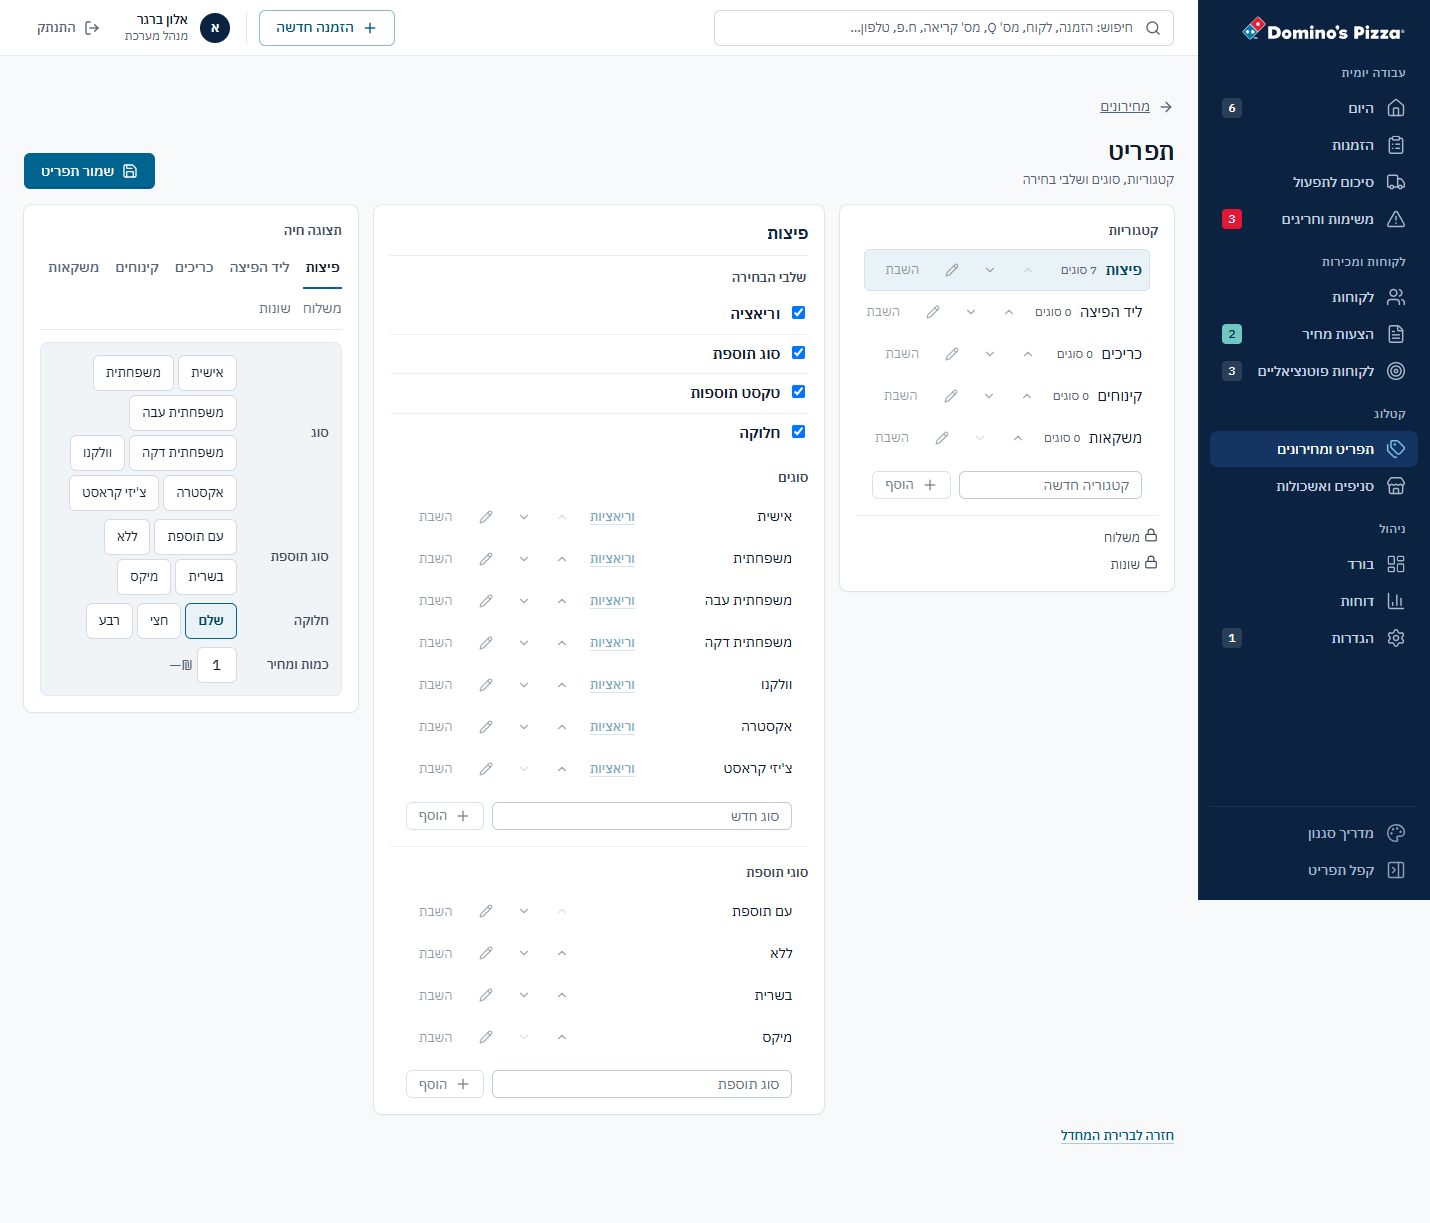 Domino's Pizza
עבודה יומית
היום 6
הזמנות
סיכום לתפעול
משימות וחריגים 3
לקוחות ומכירות
לקוחות
הצעות מחיר 2
לקוחות פוטנציאליים 3
קטלוג
תפריט ומחירונים
סניפים ואשכולות
ניהול
בורד
דוחות
הגדרות 1
מדריך סגנון
קפל תפריט
חיפוש: הזמנה, לקוח, מס' Q, מס' קריאה, ח.פ, טלפון...
הזמנה חדשה
א
אלון ברגר
מנהל מערכת
התנתק
מחירונים
תפריט
קטגוריות, סוגים ושלבי בחירה
שמור תפריט
קטגוריות
פיצות 7 סוגים השבת
ליד הפיצה 0 סוגים השבת
כריכים 0 סוגים השבת
קינוחים 0 סוגים השבת
משקאות 0 סוגים השבת
קטגוריה חדשה הוסף
משלוח
שונות
פיצות
שלבי הבחירה
וריאציה
סוג תוספת
טקסט תוספות
חלוקה
סוגים
אישית וריאציות השבת
משפחתית וריאציות השבת
משפחתית עבה וריאציות השבת
משפחתית דקה וריאציות השבת
וולקנו וריאציות השבת
אקסטרה וריאציות השבת
צ'יזי קראסט וריאציות השבת
סוג חדש הוסף
סוגי תוספת
עם תוספת השבת
ללא השבת
בשרית השבת
מיקס השבת
סוג תוספת הוסף
תצוגה חיה
פיצות ליד הפיצה כריכים קינוחים משקאות
משלוח שונות
סוג
אישית משפחתית
משפחתית עבה
משפחתית דקה וולקנו
אקסטרה צ'יזי קראסט
סוג תוספת
עם תוספת ללא
בשרית מיקס
חלוקה שלם חצי רבע
כמות ומחיר 1 ₪—
חזרה לברירת המחדל